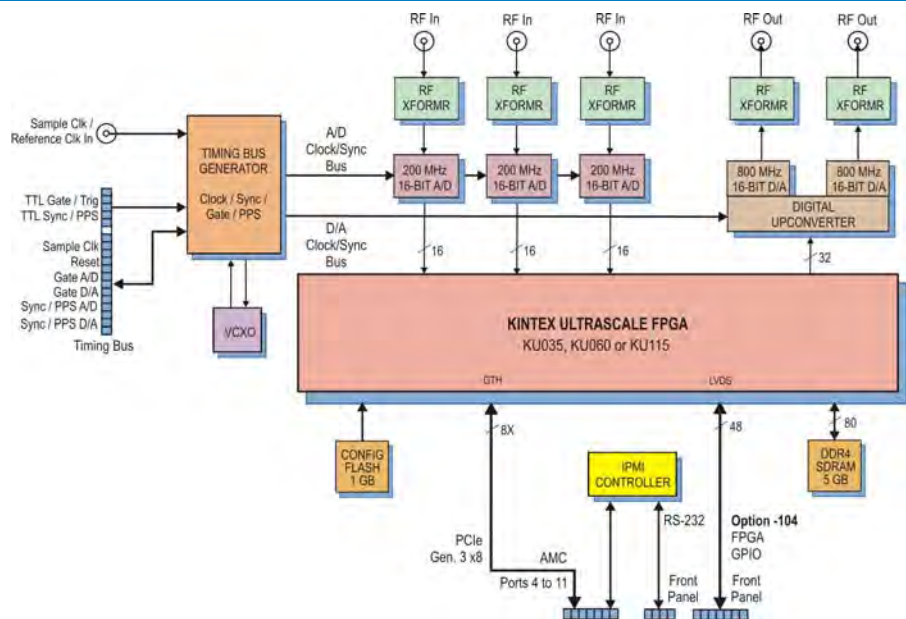 RF In
RF In
RF In
RF Out
RF Out
RF
XFORMR
RF
XFORMR
RF
XFORMR
RF
XFORMR
RF
XFORMR
Sample Clk /
Reference Clk In
TIMING BUS
GENERATOR
Clock / Sync /
Gate / PPS
A/D
Clock/Sync
Bus
200 MHz
16-BIT A/D
200 MHz
16-BIT A/D
200 MHz
16-BIT A/D
800 MHz
16-BIT D/A
800 MHz
16-BIT D/A
DIGITAL
UPCONVERTER
TTL Gate / Trig
TTL Sync / PPS
Sample Clk
Reset
Gate A/D
Gate D/A
Sync / PPS A/D
Sync / PPS D/A
Timing Bus
D/A
Clock/Sync
Bus
16
16
16
32
VCXO
KINTEX ULTRASCALE FPGA
KU035, KU060 or KU115
GTH
LVDS
8X
48
80
CONFIG
FLASH
1 GB
IPMI
CONTROLLER
DDR4
SDRAM
5 GB
RS-232
Option -104
FPGA
GPIO
PCIe
Gen. 3 x8
AMC
Ports 4 to 11
Front
Panel
Front
Panel